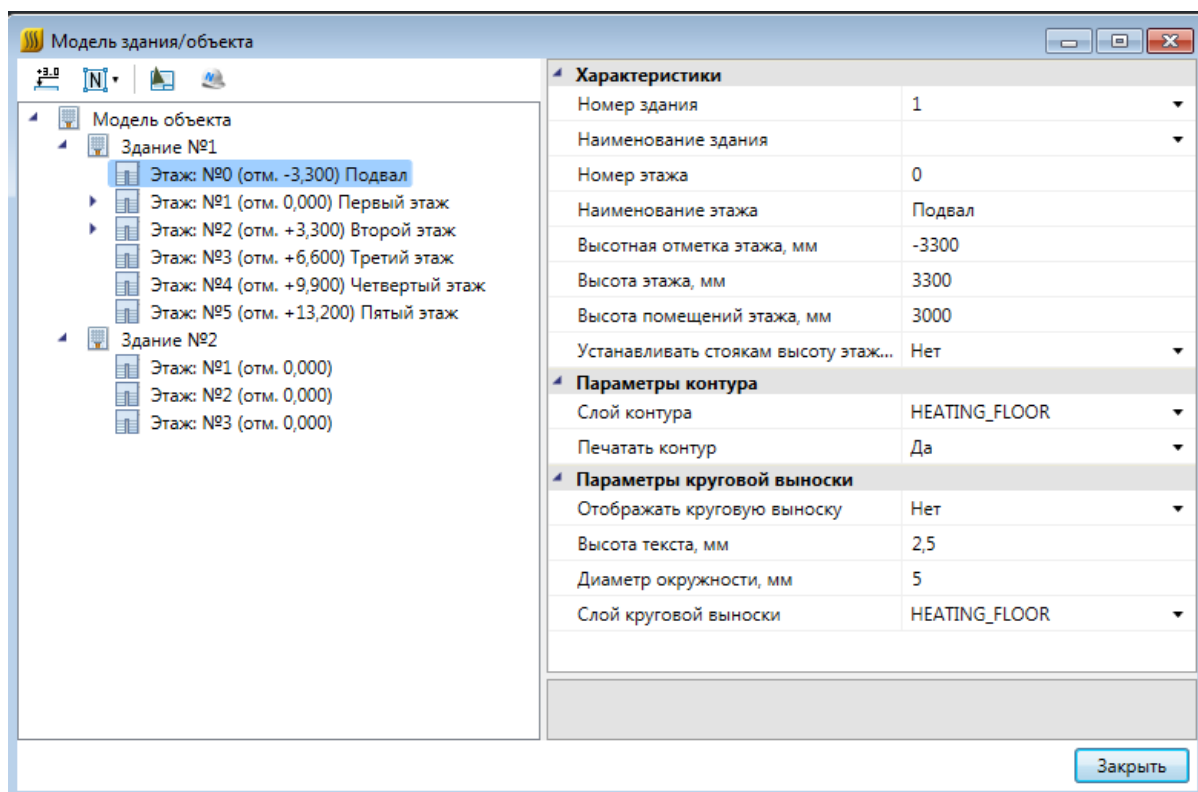 Модель здания/объекта
+3.0
N
Модель объекта
Здание №1
Этаж: №0 (отм. -3,300) Подвал
Этаж: №1 (отм. 0,000) Первый этаж
Этаж: №2 (отм. +3,300) Второй этаж
Этаж: №3 (отм. +6,600) Третий этаж
Этаж: №4 (отм. +9,900) Четвертый этаж
Этаж: №5 (отм. +13,200) Пятый этаж
Здание №2
Этаж: №1 (отм. 0,000)
Этаж: №2 (отм. 0,000)
Этаж: №3 (отм. 0,000)
Характеристики
Номер здания 1
Наименование здания
Номер этажа 0
Наименование этажа Подвал
Высотная отметка этажа, мм -3300
Высота этажа, мм 3300
Высота помещений этажа, мм 3000
Устанавливать стоякам высоту этаж... Нет
Параметры контура
Слой контура HEATING_FLOOR
Печатать контур Да
Параметры круговой выноски
Отображать круговую выноску Нет
Высота текста, мм 2,5
Диаметр окружности, мм 5
Слой круговой выноски HEATING_FLOOR
Закрыть